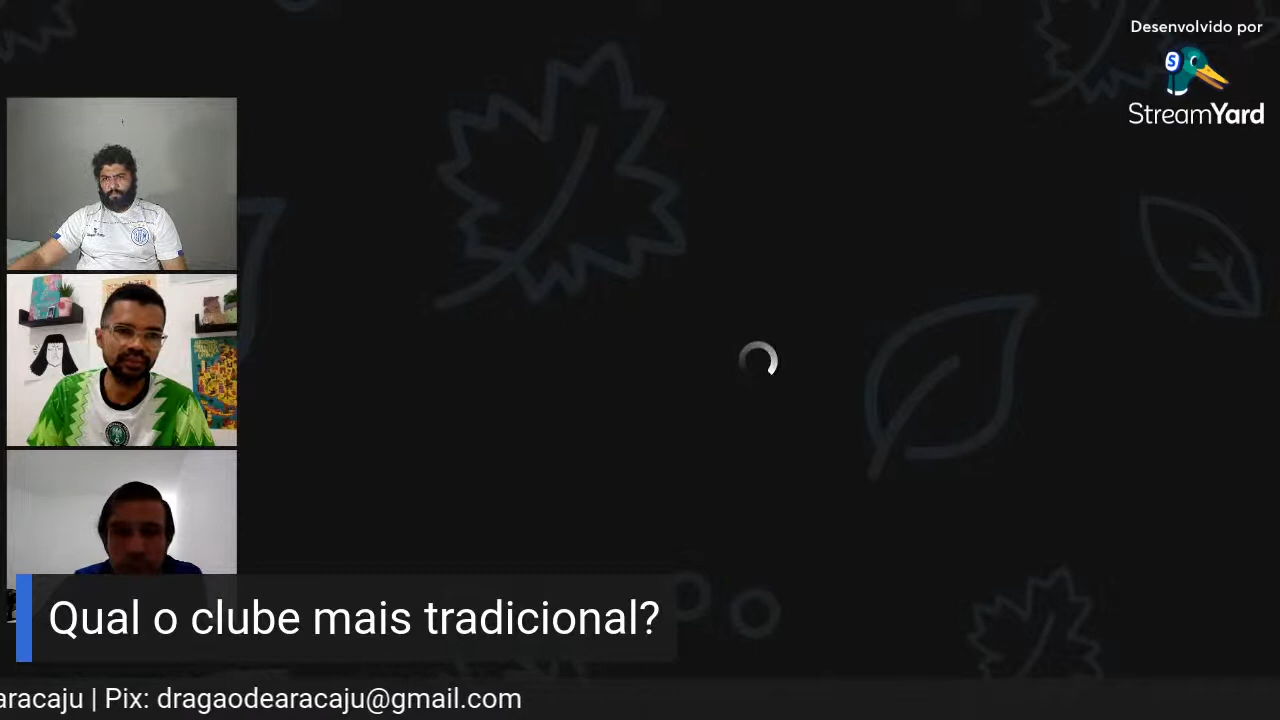 Desenvolvido por
StreamYard
Qual o clube mais tradicional?
aracaju | Pix: dragaodearacaju@gmail.com